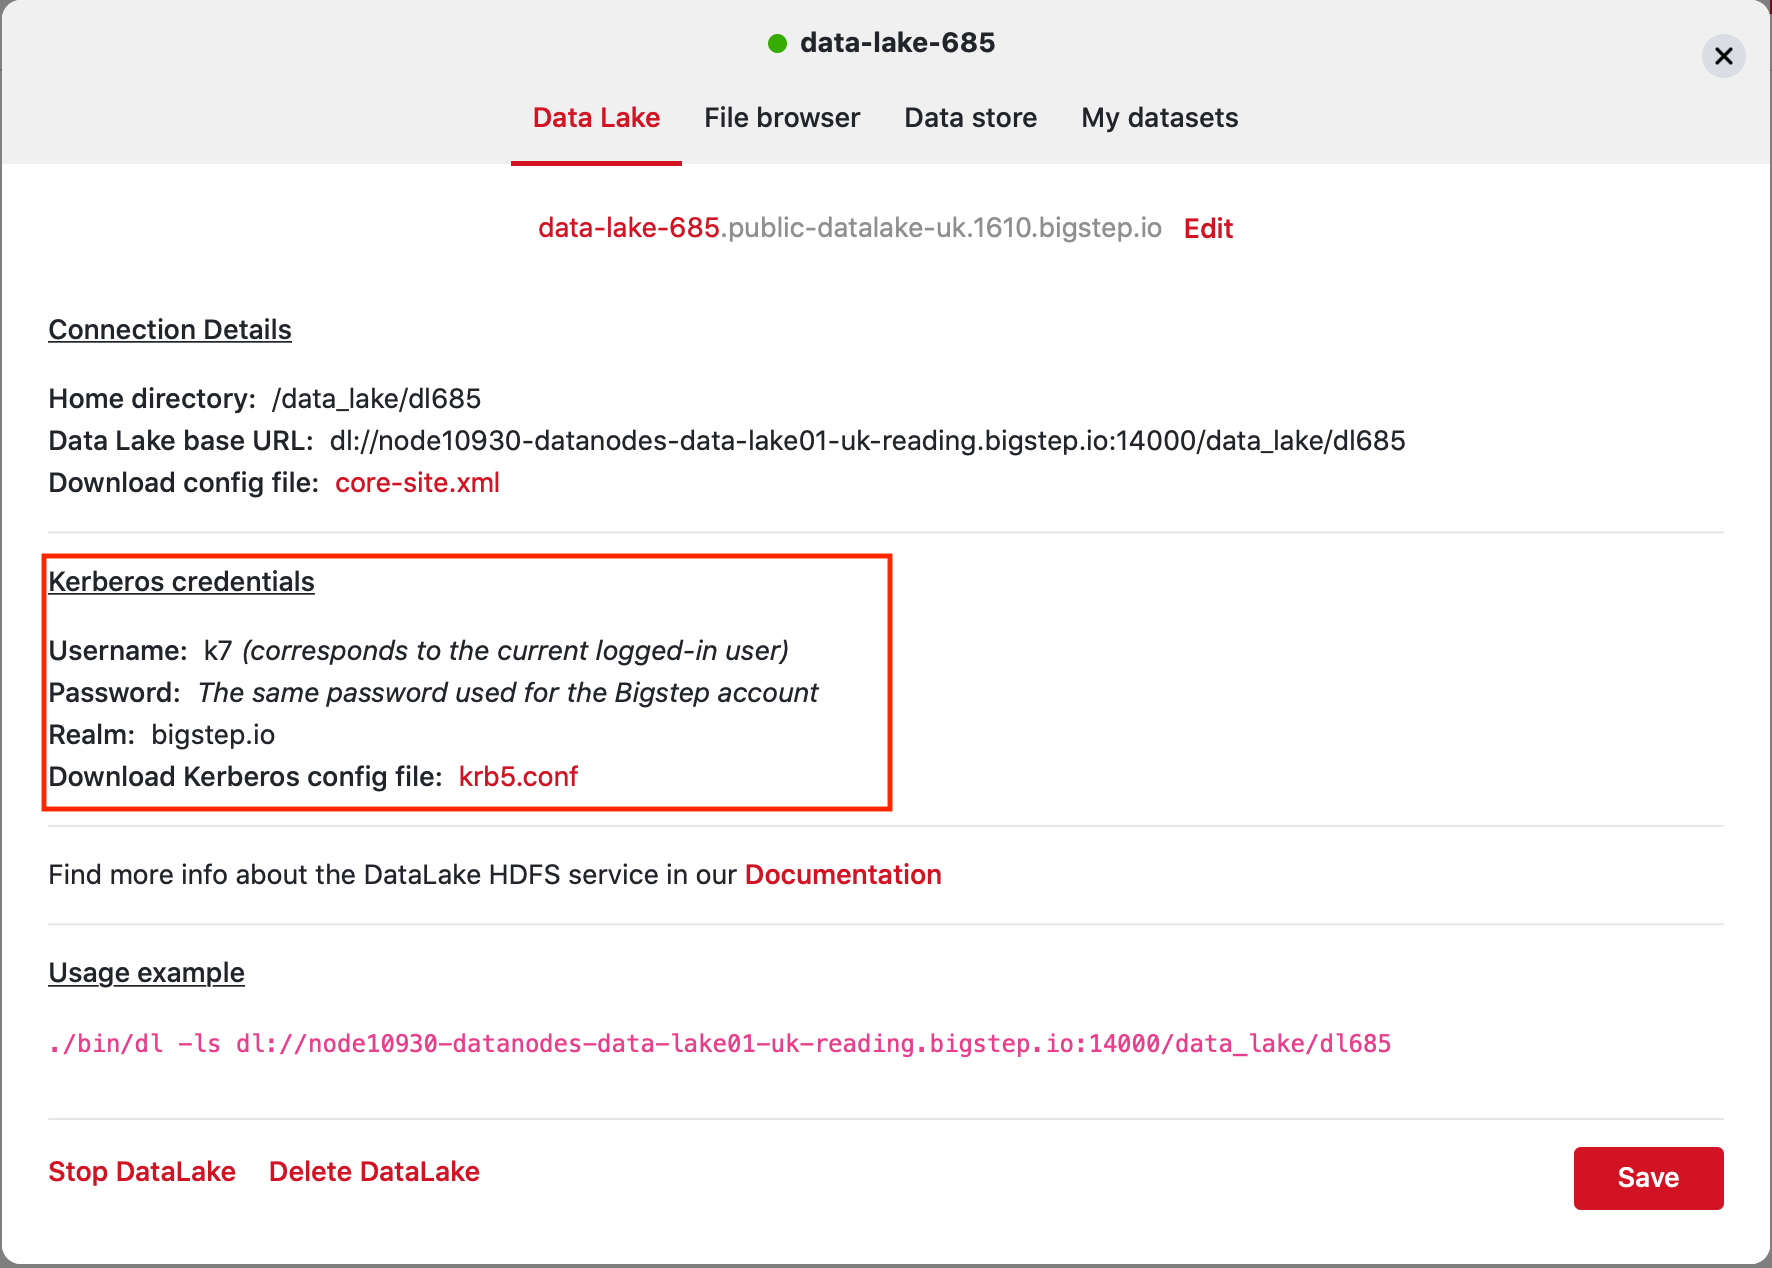 data-lake-685
Data Lake File browser Data store My datasets
data-lake-685.public-datalake-uk.1610.bigstep.io Edit
Connection Details
Home directory: /data_lake/dl685
Data Lake base URL: dl://node10930-datanodes-data-lake01-uk-reading.bigstep.io:14000/data_lake/dl685
Download config file: core-site.xml
Kerberos credentials
Username: k7 (corresponds to the current logged-in user)
Password: The same password used for the Bigstep account
Realm: bigstep.io
Download Kerberos config file: krb5.conf
Find more info about the DataLake HDFS service in our Documentation
Usage example
./bin/dl -ls dl://node10930-datanodes-data-lake01-uk-reading.bigstep.io:14000/data_lake/dl685
Stop DataLake Delete DataLake Save